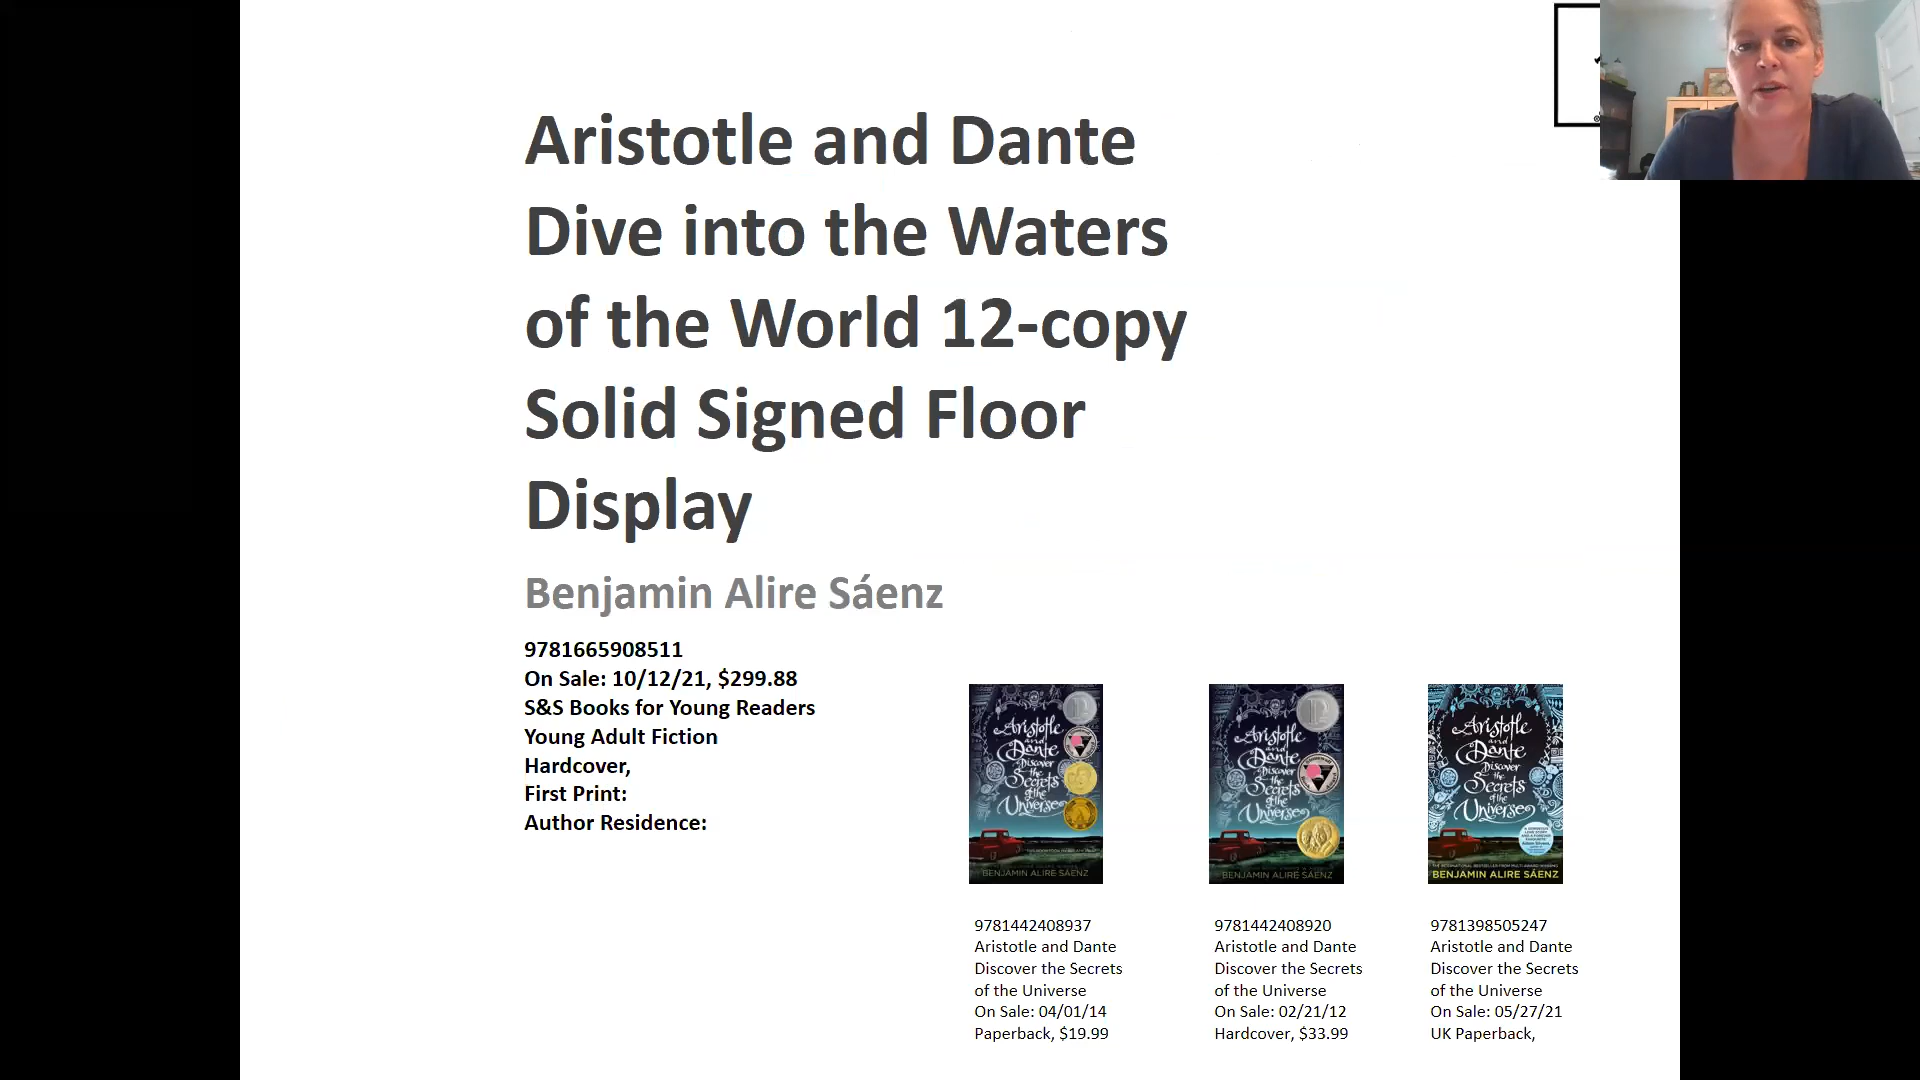 Aristotle and Dante
Dive into the Waters
of the World 12-copy
Solid Signed Floor
Display
Benjamin Alire Sáenz
9781665908511
On Sale: 10/12/21, $299.88
S&S Books for Young Readers
Young Adult Fiction
Hardcover,
First Print:
Author Residence:
Aristotle
and
Dante
Discover
the
Secrets
of the
Universe
BENJAMIN ALIRE SÁENZ
9781442408937
Aristotle and Dante
Discover the Secrets
of the Universe
On Sale: 04/01/14
Paperback, $19.99
Aristotle
and
Dante
Discover
the
Secrets
of the
Universe
BENJAMIN ALIRE SÁENZ
9781442408920
Aristotle and Dante
Discover the Secrets
of the Universe
On Sale: 02/21/12
Hardcover, $33.99
Aristotle
and
Dante
Discover
the
Secrets
of the
Universe
BENJAMIN ALIRE SÁENZ
9781398505247
Aristotle and Dante
Discover the Secrets
of the Universe
On Sale: 05/27/21
UK Paperback,